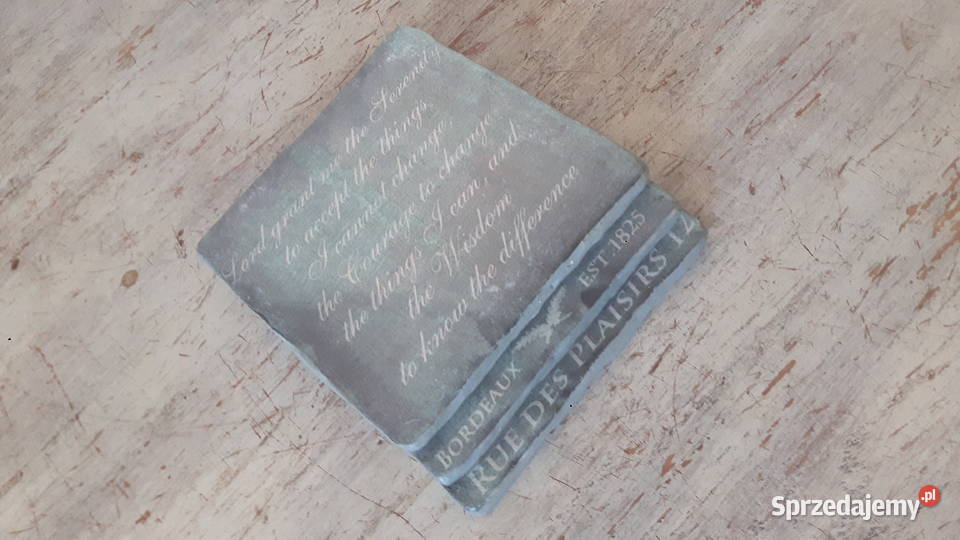 Lord grant me the Serenity
to accept the things
I cannot change
the Courage to change
the things I can, and
the Wisdom
to know the difference
BORDEAUX EST. 1825
RUE DES PLAISIRS 12
Sprzedajemy.pl